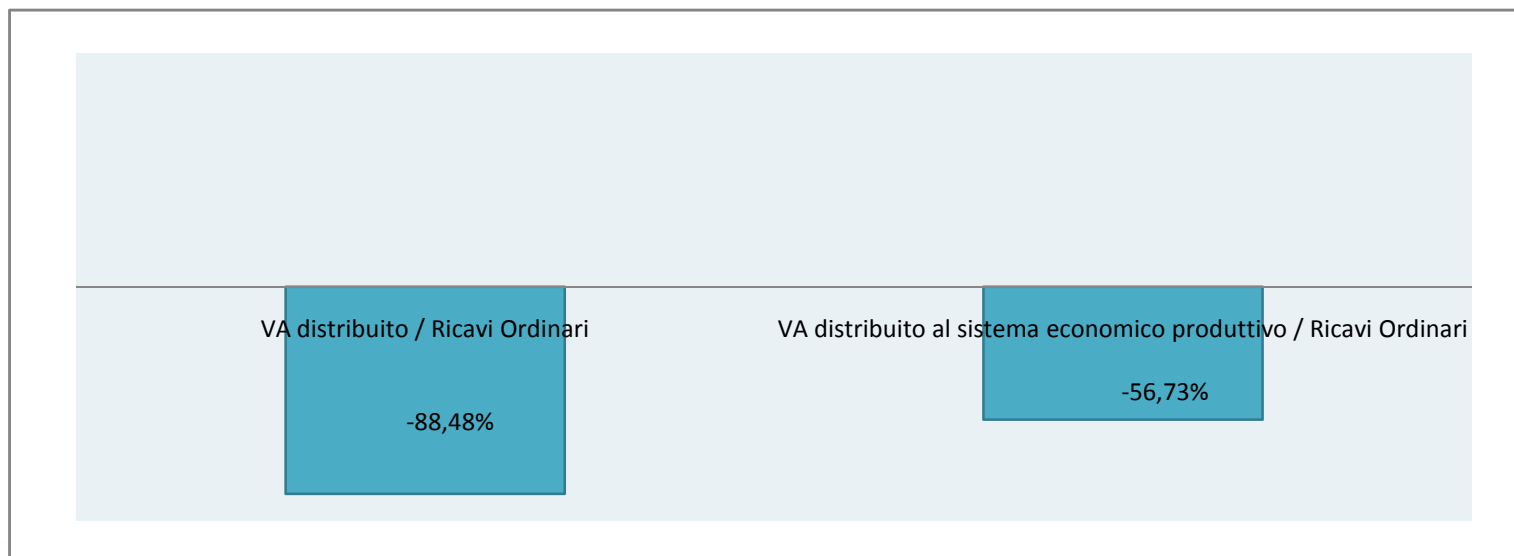 VA distribuito / Ricavi Ordinari
VA distribuito al sistema economico produttivo / Ricavi Ordinari
-88,48%
-56,73%